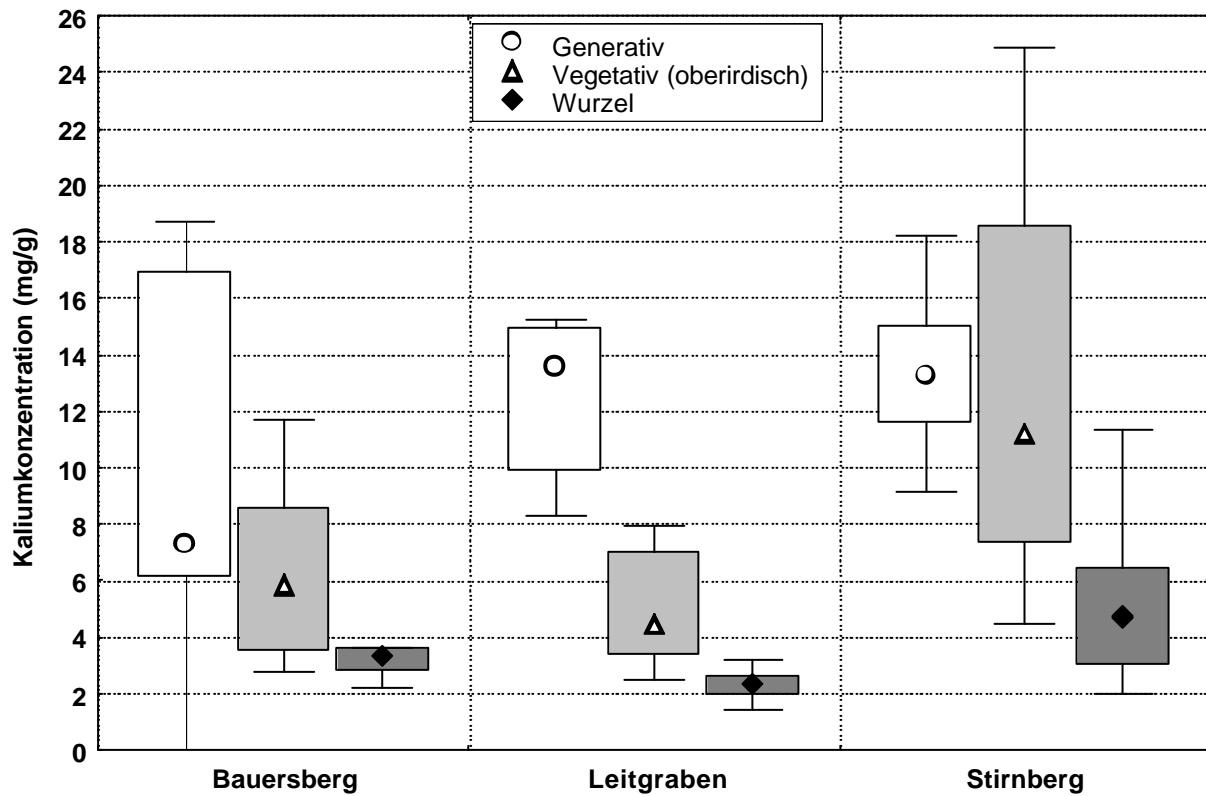 26
24
22
20
18
16
14
12
10
8
6
4
2
0
Kaliumkonzentration (mg/g)
Generativ
Vegetativ (oberirdisch)
Wurzel
Bauersberg
Leitgraben
Stirnberg